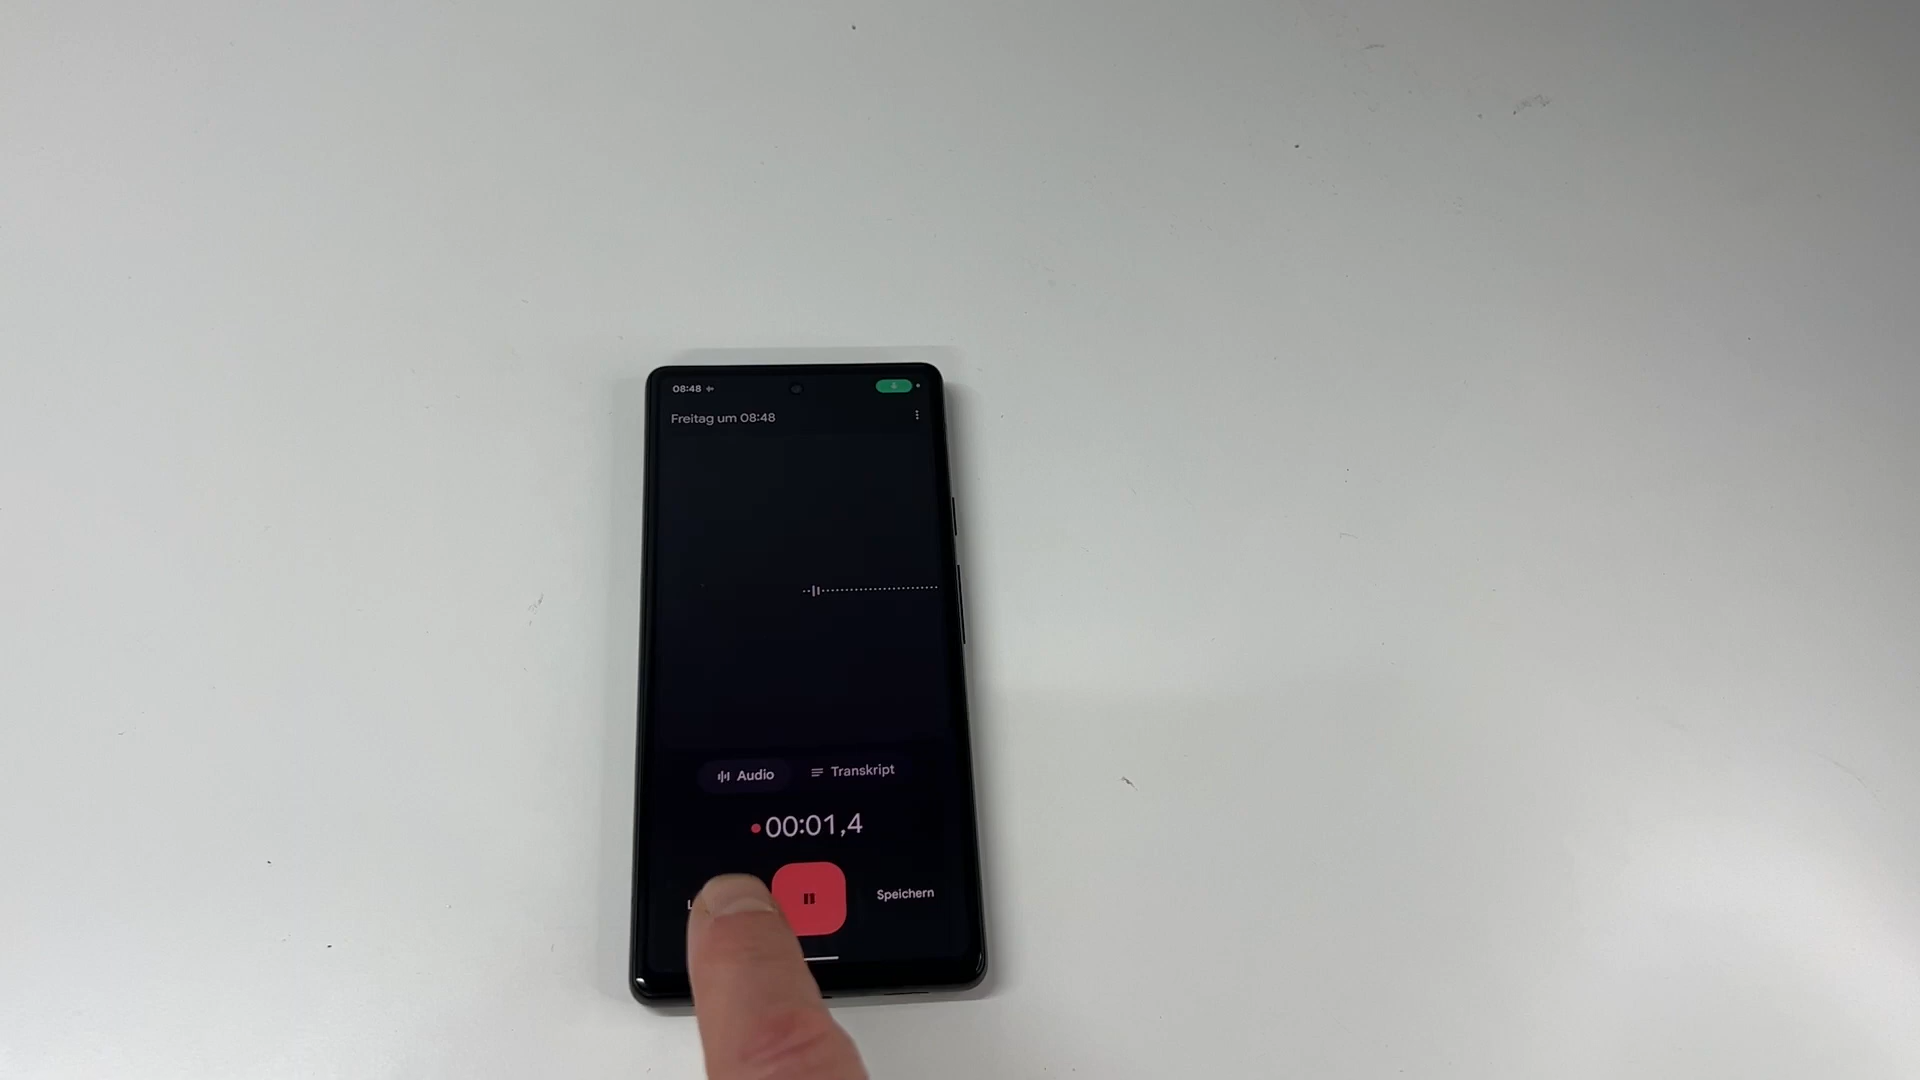 08:48
Freitag um 08:48
Audio
Transkript
00:01,4
Speichern